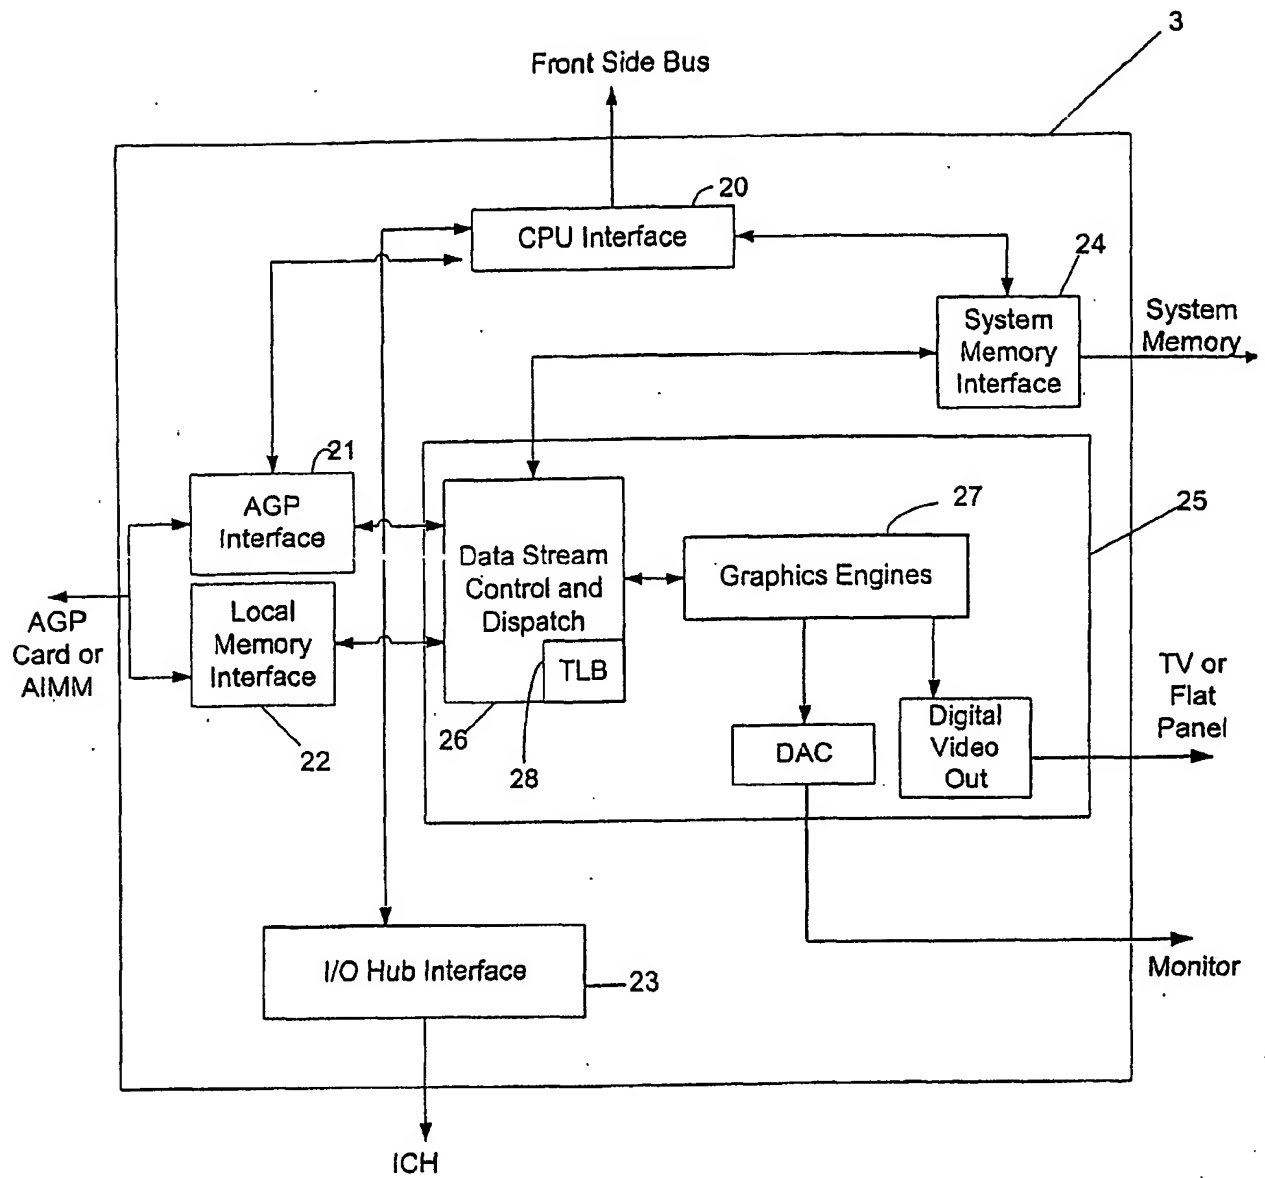 3
Front Side Bus
20
CPU Interface
24
System
Memory
Interface
System
Memory
21
AGP
Interface
27
25
Data Stream
Control and
Dispatch
Graphics Engines
AGP
Card or
AIMM
Local
Memory
Interface
TLB
TV or
Flat
Panel
26
28
22
DAC
Digital
Video
Out
I/O Hub Interface
23
Monitor
ICH